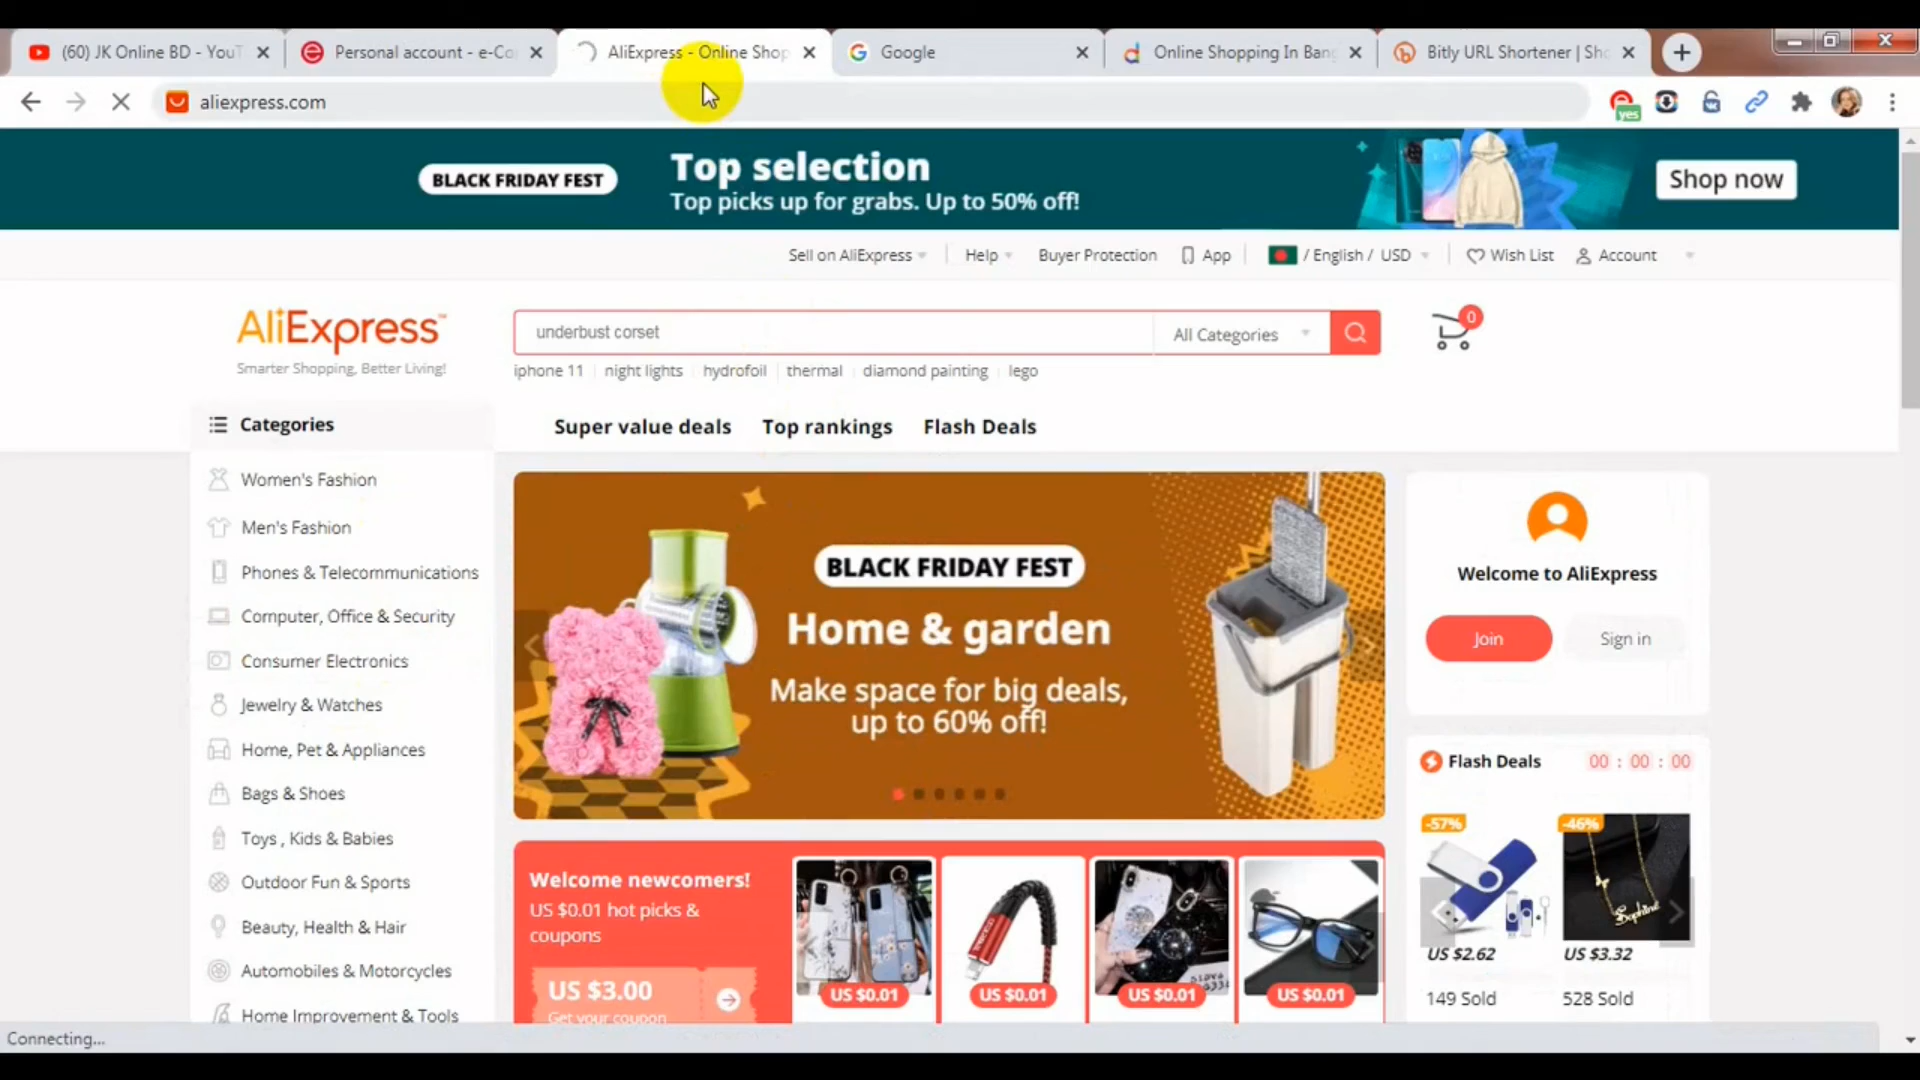 (60) JK Online BD - YouT
Personal account - e-Co
AliExpress - Online Shop
Google
Online Shopping In Bang
Bitly URL Shortener | Sho
aliexpress.com
yes
BLACK FRIDAY FEST
Top selection
Top picks up for grabs. Up to 50% off!
Shop now
Sell on AliExpress
Help
Buyer Protection
App
/ English / USD
Wish List
Account
AliExpress™
Smarter Shopping, Better Living!
underbust corset
All Categories
0
iphone 11
night lights
hydrofoil
thermal
diamond painting
lego
Categories
Super value deals
Top rankings
Flash Deals
Women's Fashion
Men's Fashion
Phones & Telecommunications
Computer, Office & Security
Consumer Electronics
Jewelry & Watches
Home, Pet & Appliances
Bags & Shoes
Toys , Kids & Babies
Outdoor Fun & Sports
Beauty, Health & Hair
Automobiles & Motorcycles
Home Improvement & Tools
BLACK FRIDAY FEST
Home & garden
Make space for big deals,
up to 60% off!
Welcome to AliExpress
Join
Sign in
Flash Deals
00 : 00 : 00
-57%
-46%
Sophine
US $2.62
US $3.32
149 Sold
528 Sold
Welcome newcomers!
US $0.01 hot picks &
coupons
US $3.00
Get your coupon
US $0.01
US $0.01
US $0.01
US $0.01
Connecting...